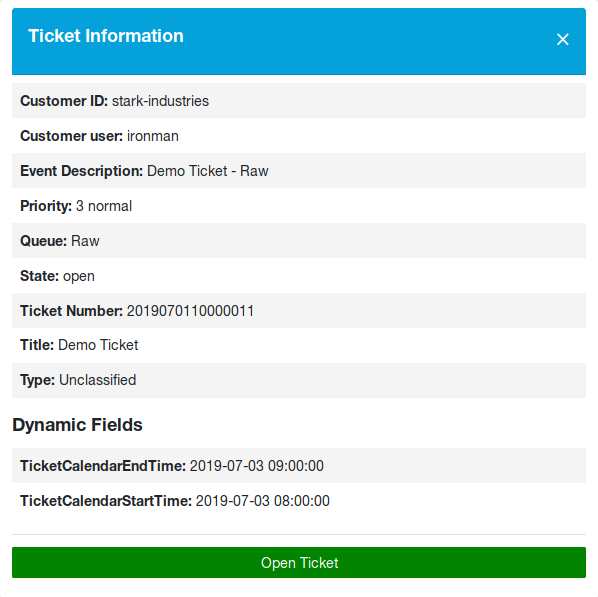 Ticket Information
Customer ID: stark-industries
Customer user: ironman
Event Description: Demo Ticket - Raw
Priority: 3 normal
Queue: Raw
State: open
Ticket Number: 2019070110000011
Title: Demo Ticket
Type: Unclassified
Dynamic Fields
TicketCalendarEndTime: 2019-07-03 09:00:00
TicketCalendarStartTime: 2019-07-03 08:00:00
Open Ticket